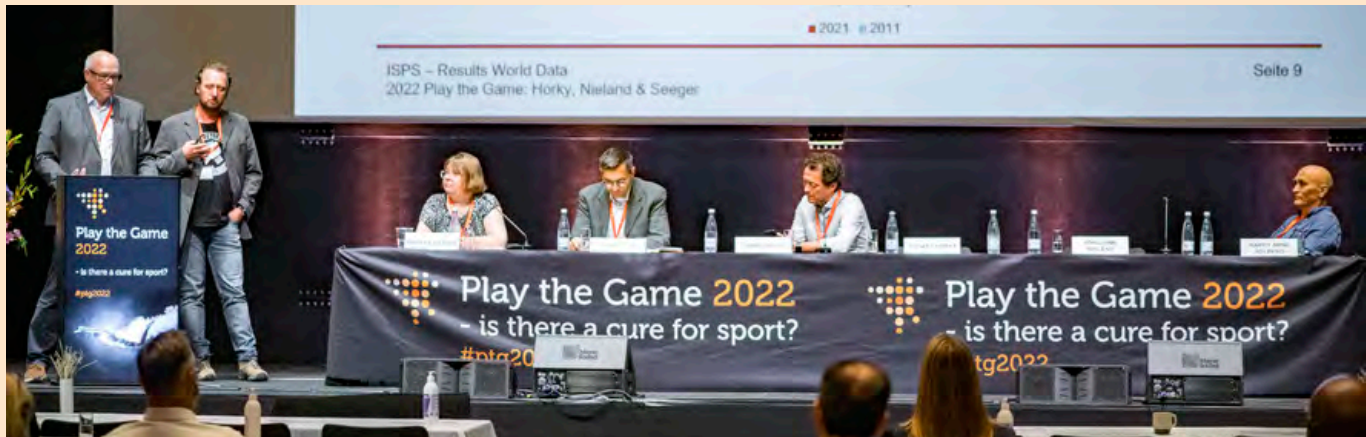 2021 2011
ISPS – Results World Data
Seite 9
2022 Play the Game: Horky, Nieland & Seeger
Play the Game
2022
- is there a cure for sport?
#ptg2022
Play the Game 2022
- is there a cure for sport?
#ptg20
Play the Game 2022
- is there a cure for sport?
tg2022